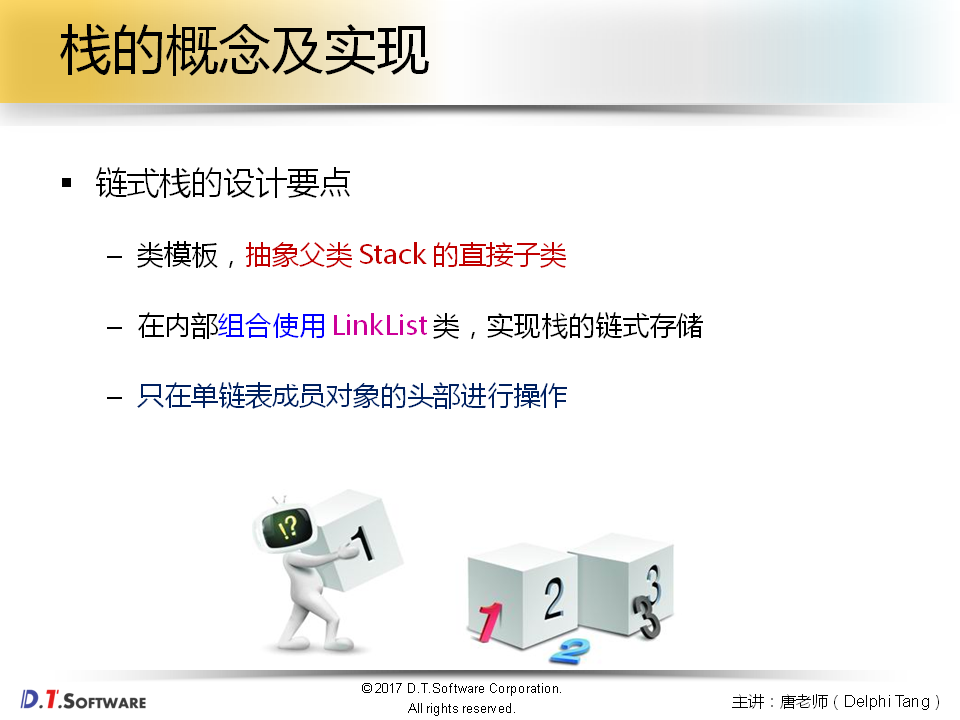 栈的概念及实现
▪ 链式栈的设计要点
– 类模板，抽象父类 Stack 的直接子类
– 在内部组合使用 LinkList 类，实现栈的链式存储
– 只在单链表成员对象的头部进行操作
!?
1
2
3
1
2
3
D.T.SOFTWARE
©2017 D.T.Software Corporation.
All rights reserved.
主讲：唐老师（Delphi Tang）